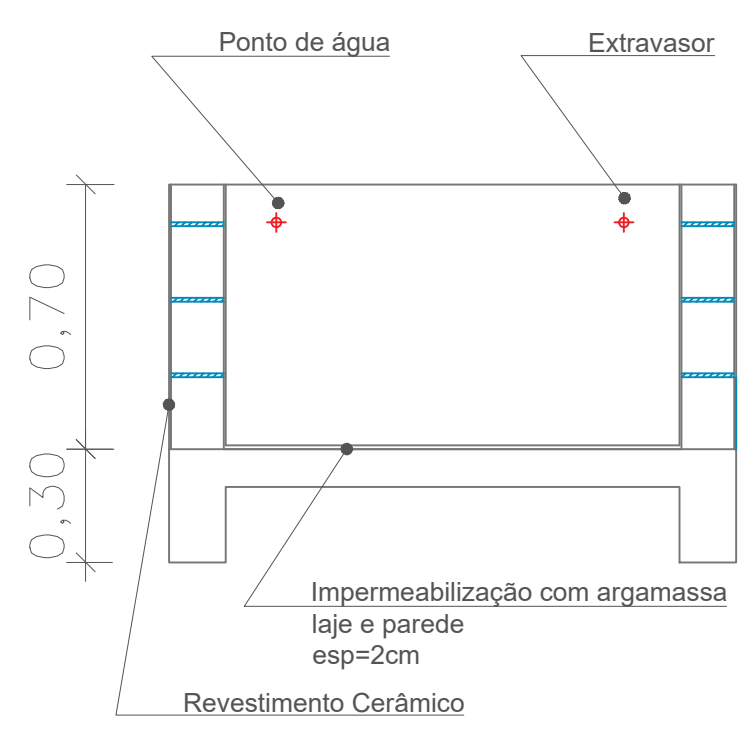 Ponto de água
Extravasor
0,70
0,30
Impermeabilização com argamassa
laje e parede
esp=2cm
Revestimento Cerâmico